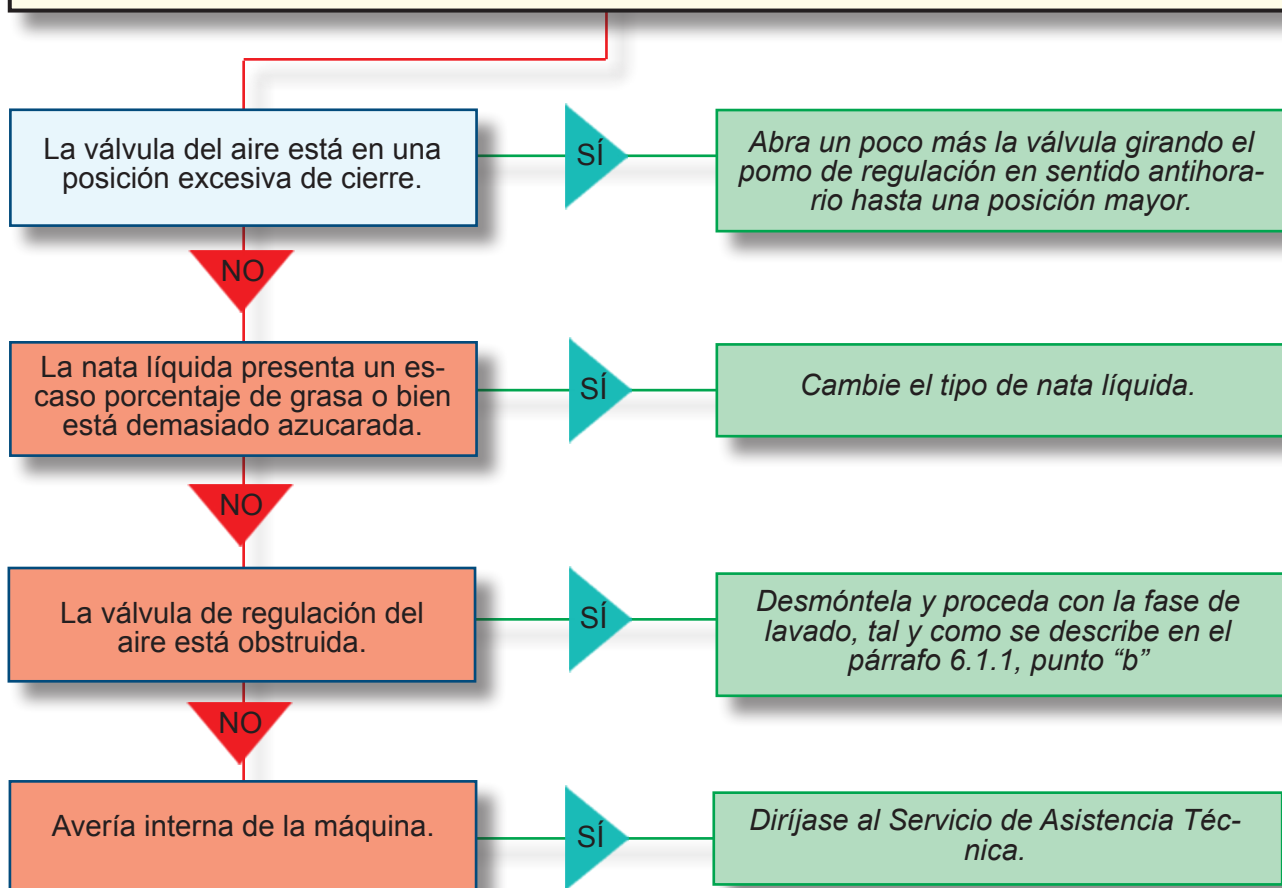 La válvula del aire está en una
posición excesiva de cierre.
SÍ
Abra un poco más la válvula girando el
pomo de regulación en sentido antihora-
rio hasta una posición mayor.
NO
La nata líquida presenta un es-
caso porcentaje de grasa o bien
está demasiado azucarada.
SÍ
Cambie el tipo de nata líquida.
NO
La válvula de regulación del
aire está obstruida.
SÍ
Desmóntela y proceda con la fase de
lavado, tal y como se describe en el
párrafo 6.1.1, punto “b”
NO
Avería interna de la máquina.
SÍ
Diríjase al Servicio de Asistencia Téc-
nica.